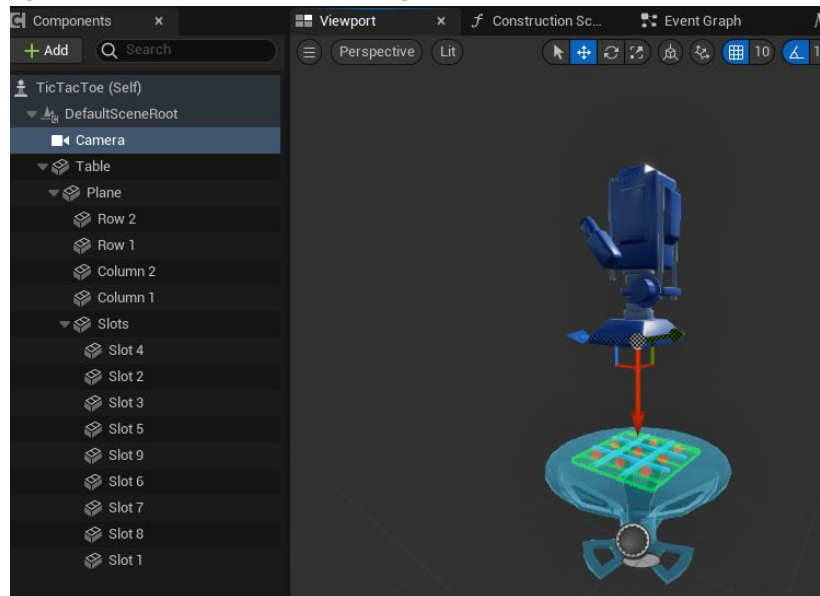 Components
Viewport
Construction Sc...
Event Graph
+ Add
Search
Perspective
Lit
10
TicTacToe (Self)
DefaultSceneRoot
Camera
Table
Plane
Row 2
Row 1
Column 2
Column 1
Slots
Slot 4
Slot 2
Slot 3
Slot 5
Slot 9
Slot 6
Slot 7
Slot 8
Slot 1